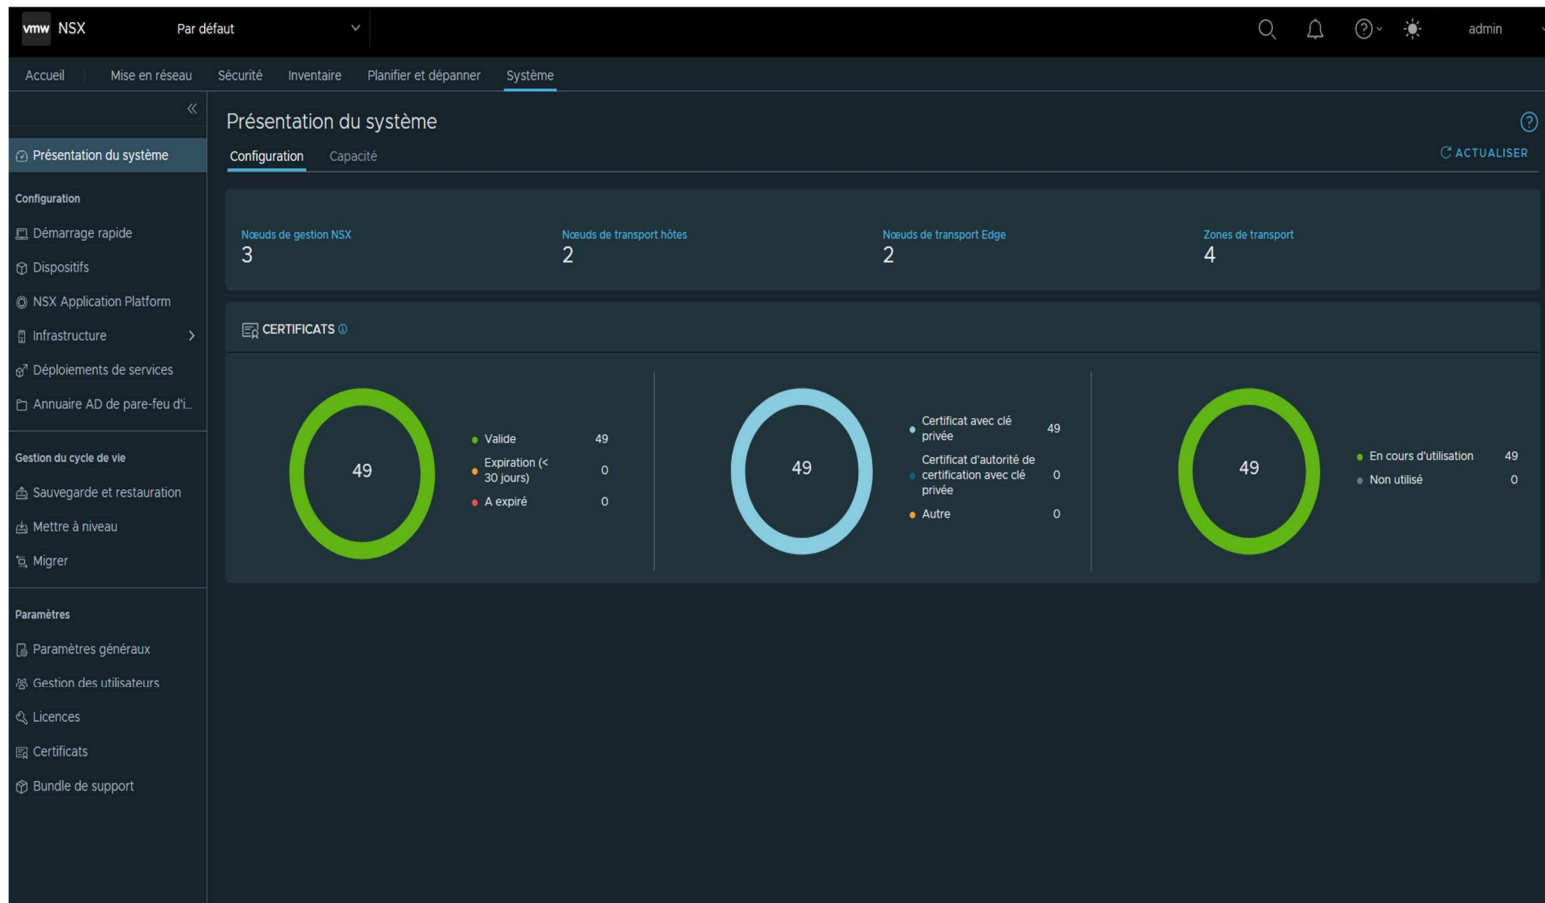 vmw NSX Par défaut admin
Accueil Mise en réseau Sécurité Inventaire Planifier et dépanner Système
Présentation du système
Configuration
Démarrage rapide
Dispositifs
NSX Application Platform
Infrastructure
Déploiements de services
Annuaire AD de pare-feu d'i...
Gestion du cycle de vie
Sauvegarde et restauration
Mettre à niveau
Migrer
Paramètres
Paramètres généraux
Gestion des utilisateurs
Licences
Certificats
Bundle de support
Présentation du système
Configuration Capacité
ACTUALISER
Nœuds de gestion NSX
3
Nœuds de transport hôtes
2
Nœuds de transport Edge
2
Zones de transport
4
CERTIFICATS
49
Valide 49
Expiration (<
30 jours) 0
A expiré 0
49
Certificat avec clé
privée 49
Certificat d'autorité de
certification avec clé 0
privée
Autre 0
49
En cours d'utilisation 49
Non utilisé 0